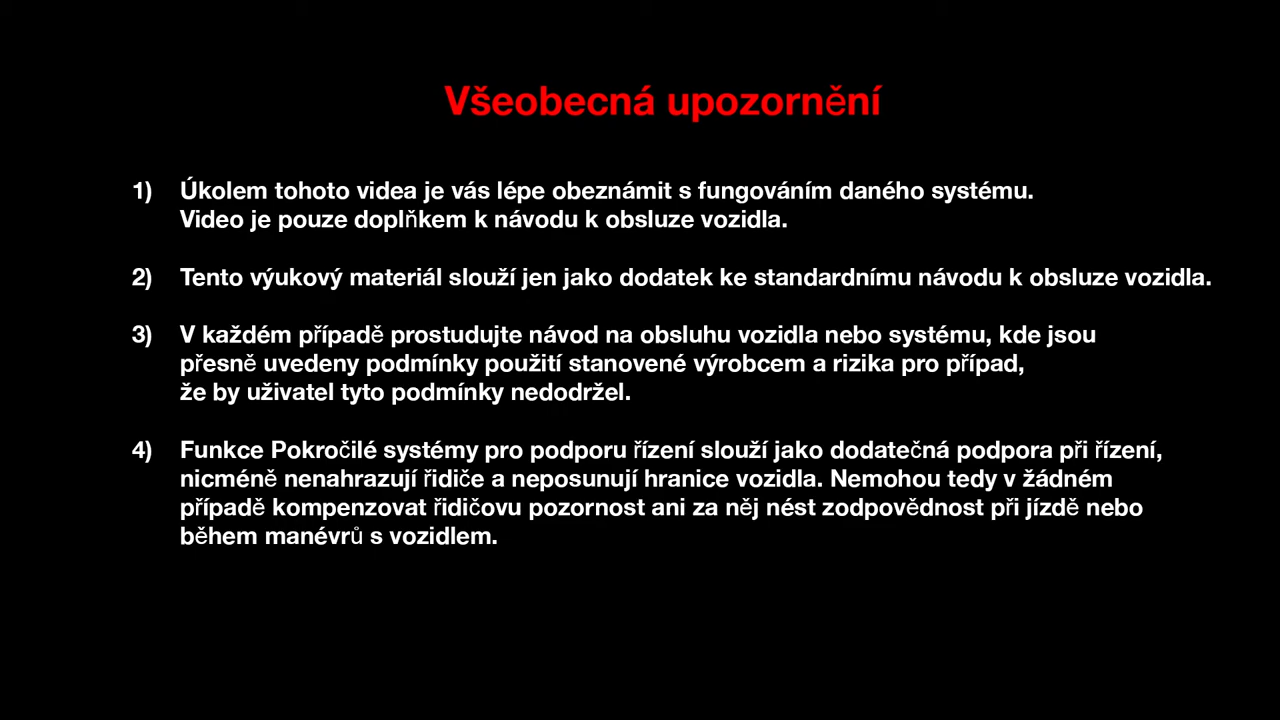 Všeobecná upozornění
1) Úkolem tohoto videa je vás lépe obeznámit s fungováním daného systému.
Video je pouze doplňkem k návodu k obsluze vozidla.
2) Tento výukový materiál slouží jen jako dodatek ke standardnímu návodu k obsluze vozidla.
3) V každém případě prostudujte návod na obsluhu vozidla nebo systému, kde jsou
přesně uvedeny podmínky použití stanovené výrobcem a rizika pro případ,
že by uživatel tyto podmínky nedodržel.
4) Funkce Pokročilé systémy pro podporu řízení slouží jako dodatečná podpora při řízení,
nicméně nenahrazují řidiče a neposunují hranice vozidla. Nemohou tedy v žádném
případě kompenzovat řidičovu pozornost ani za něj nést zodpovědnost při jízdě nebo
během manévrů s vozidlem.